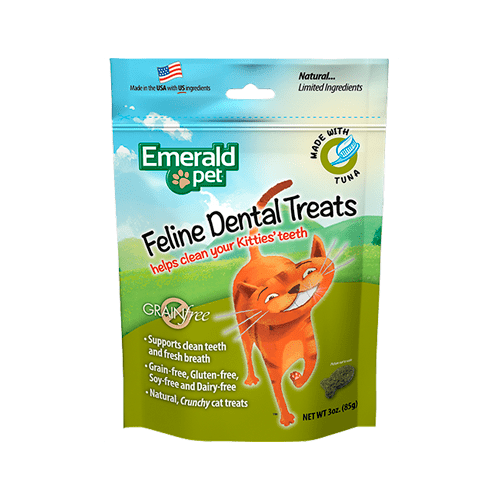 Made in the USA with US ingredients
Natural...
Limited Ingredients
MADE WITH
TUNA
Emerald
pet
Feline Dental Treats
helps clean your Kitties' teeth
GRAINfree
• Supports clean teeth
and fresh breath
• Grain-free, Gluten-free,
Soy-free and Dairy-free
• Natural, Crunchy cat treats
NET WT 3oz. (85g)